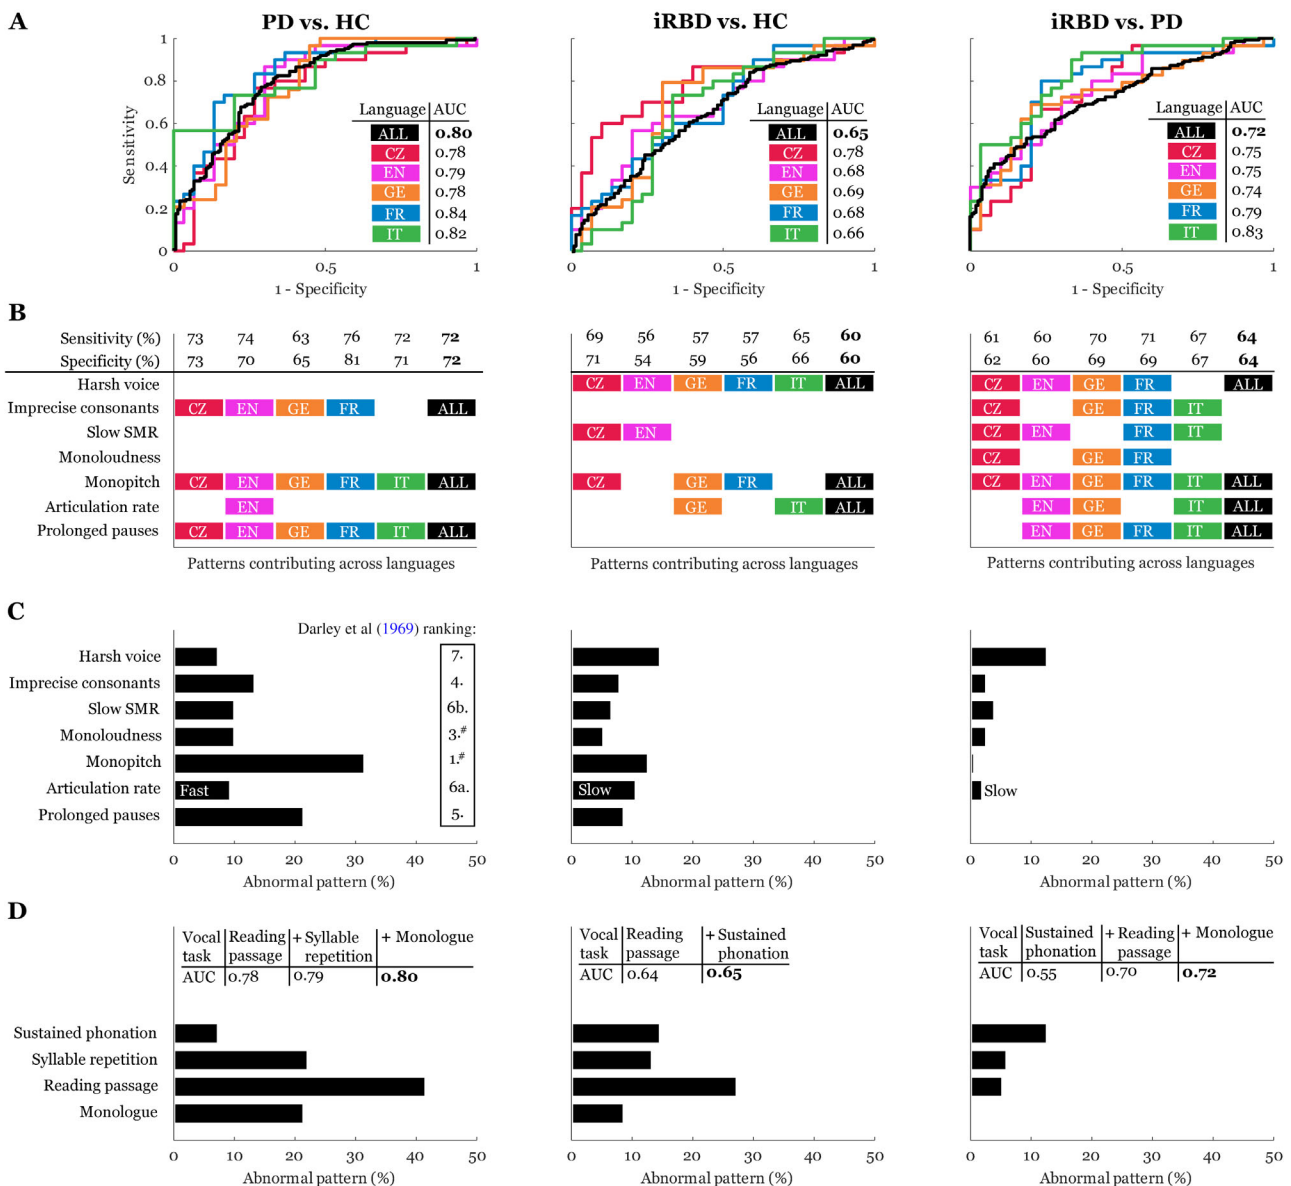 A
PD vs. HC
iRBD vs. HC
iRBD vs. PD
Sensitivity
1
0.8
0.6
0.4
0.2
0
Language AUC
ALL 0.80
CZ 0.78
EN 0.79
GE 0.78
FR 0.84
IT 0.82
0 0.5 1
1 - Specificity
Language AUC
ALL 0.65
CZ 0.78
EN 0.68
GE 0.69
FR 0.68
IT 0.66
0 0.5 1
1 - Specificity
Language AUC
ALL 0.72
CZ 0.75
EN 0.75
GE 0.74
FR 0.79
IT 0.83
0 0.5 1
1 - Specificity
B
Sensitivity (%) 73 74 63 76 72 72 69 56 57 57 65 60 61 60 70 71 67 64
Specificity (%) 73 70 65 81 71 72 71 54 59 56 66 60 62 60 69 69 67 64
Harsh voice CZ EN GE FR IT ALL CZ EN GE FR ALL
Imprecise consonants CZ EN GE FR ALL CZ GE FR IT
Slow SMR CZ EN CZ EN FR IT
Monoloudness CZ GE FR
Monopitch CZ EN GE FR IT ALL CZ GE FR ALL CZ EN GE FR IT ALL
Articulation rate EN GE IT ALL EN GE IT ALL
Prolonged pauses CZ EN GE FR IT ALL EN GE FR IT ALL
Patterns contributing across languages
Patterns contributing across languages
Patterns contributing across languages
C
Darley et al (1969) ranking:
Harsh voice 7.
Imprecise consonants 4.
Slow SMR 6b.
Monoloudness 3.#
Monopitch 1.#
Articulation rate Fast 6a. Slow Slow
Prolonged pauses 5.
0 10 20 30 40 50 0 10 20 30 40 50 0 10 20 30 40 50
Abnormal pattern (%)
Abnormal pattern (%)
Abnormal pattern (%)
D
Vocal task Reading passage + Syllable repetition + Monologue
AUC 0.78 0.79 0.80
Vocal task Reading passage + Sustained phonation
AUC 0.64 0.65
Vocal task Sustained phonation + Reading passage + Monologue
AUC 0.55 0.70 0.72
Sustained phonation
Syllable repetition
Reading passage
Monologue
0 10 20 30 40 50 0 10 20 30 40 50 0 10 20 30 40 50
Abnormal pattern (%)
Abnormal pattern (%)
Abnormal pattern (%)